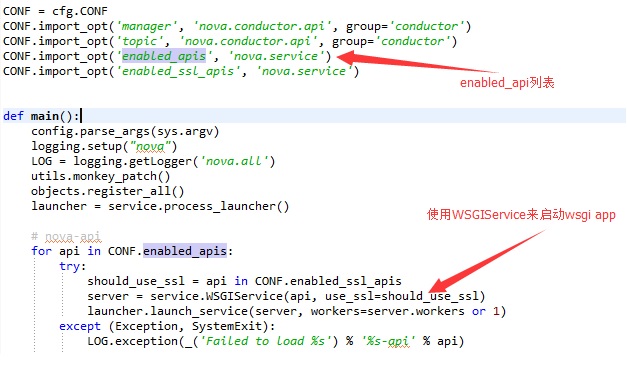 CONF = cfg.CONF
CONF.import_opt('manager', 'nova.conductor.api', group='conductor')
CONF.import_opt('topic', 'nova.conductor.api', group='conductor')
CONF.import_opt('enabled_apis', 'nova.service')
CONF.import_opt('enabled_ssl_apis', 'nova.service')
enabled_api列表
def main():
config.parse_args(sys.argv)
logging.setup("nova")
LOG = logging.getLogger('nova.all')
utils.monkey_patch()
objects.register_all()
launcher = service.process_launcher()
使用WSGIService来启动wsgi app
# nova-api
for api in CONF.enabled_apis:
try:
should_use_ssl = api in CONF.enabled_ssl_apis
server = service.WSGIService(api, use_ssl=should_use_ssl)
launcher.launch_service(server, workers=server.workers or 1)
except (Exception, SystemExit):
LOG.exception(_('Failed to load %s') % '%s-api' % api)